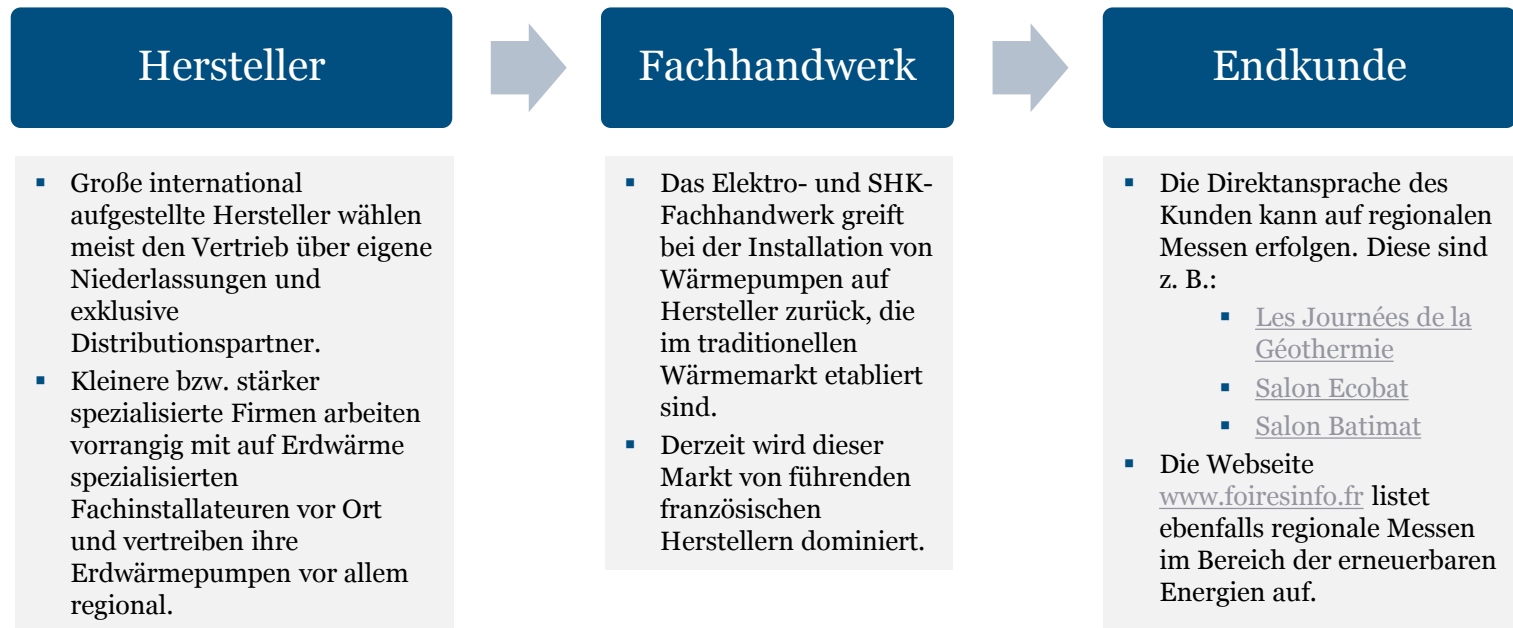 Hersteller
▪ Große international
aufgestellte Hersteller wählen
meist den Vertrieb über eigene
Niederlassungen und
exklusive
Distributionspartner.
▪ Kleinere bzw. stärker
spezialisierte Firmen arbeiten
vorrangig mit auf Erdwärme
spezialisierten
Fachinstallateuren vor Ort
und vertreiben ihre
Erdwärmepumpen vor allem
regional.
Fachhandwerk
▪ Das Elektro- und SHK-
Fachhandwerk greift
bei der Installation von
Wärmepumpen auf
Hersteller zurück, die
im traditionellen
Wärmemarkt etabliert
sind.
▪ Derzeit wird dieser
Markt von führenden
französischen
Herstellern dominiert.
Endkunde
▪ Die Direktansprache des
Kunden kann auf regionalen
Messen erfolgen. Diese sind
z. B.:
▪ Les Journées de la
Géothermie
▪ Salon Ecobat
▪ Salon Batimat
▪ Die Webseite
www.foiresinfo.fr listet
ebenfalls regionale Messen
im Bereich der erneuerbaren
Energien auf.